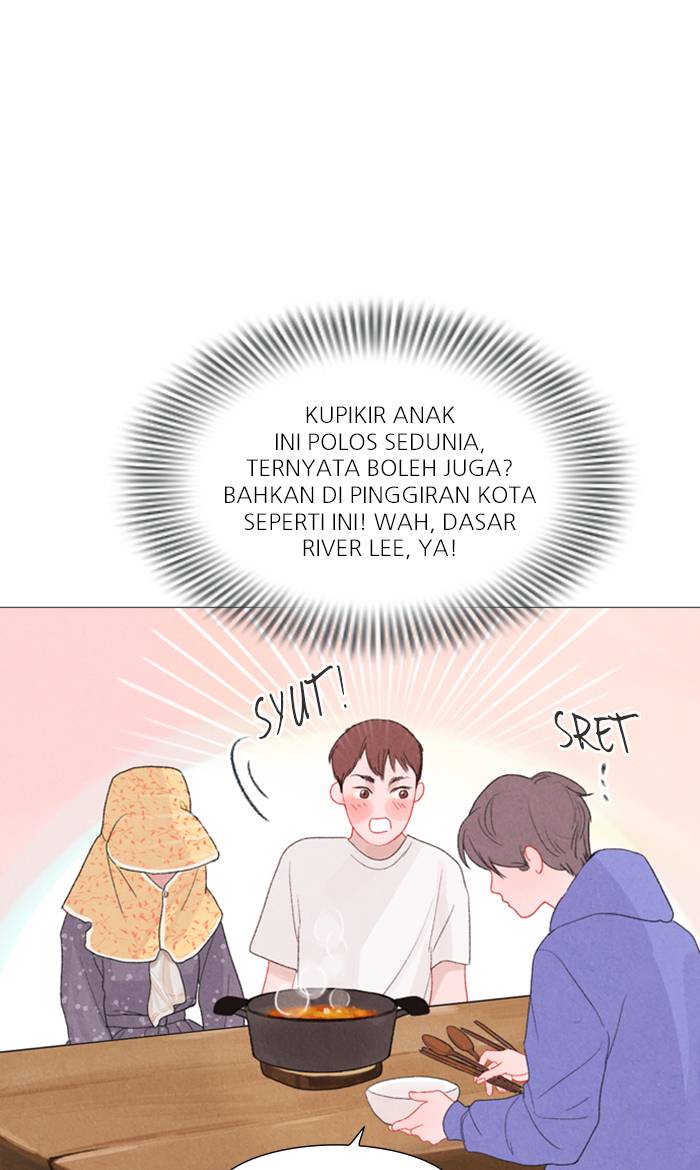 KUPIKIR ANAK
INI POLOS SEDUNIA,
TERNYATA BOLEH JUGA?
BAHKAN DI PINGGIRAN KOTA
SEPERTI INI! WAH, DASAR
RIVER LEE, YA!
SYUT!
SRET